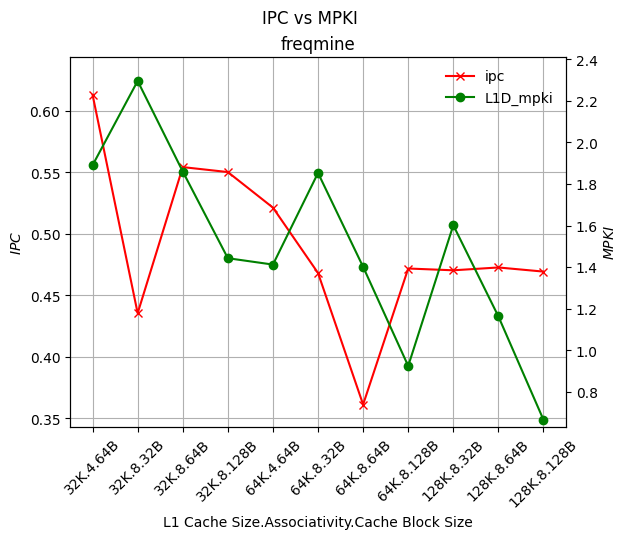 IPC vs MPKI
freqmine
ipc
L1D_mpki
0.60
0.55
0.50
0.45
0.40
0.35
IPC
2.4
2.2
2.0
1.8
1.6
1.4
1.2
1.0
0.8
MPKI
32K.4.64B
32K.8.32B
32K.8.64B
32K.8.128B
64K.4.64B
64K.8.32B
64K.8.64B
64K.8.128B
128K.8.32B
128K.8.64B
128K.8.128B
L1 Cache Size.Associativity.Cache Block Size